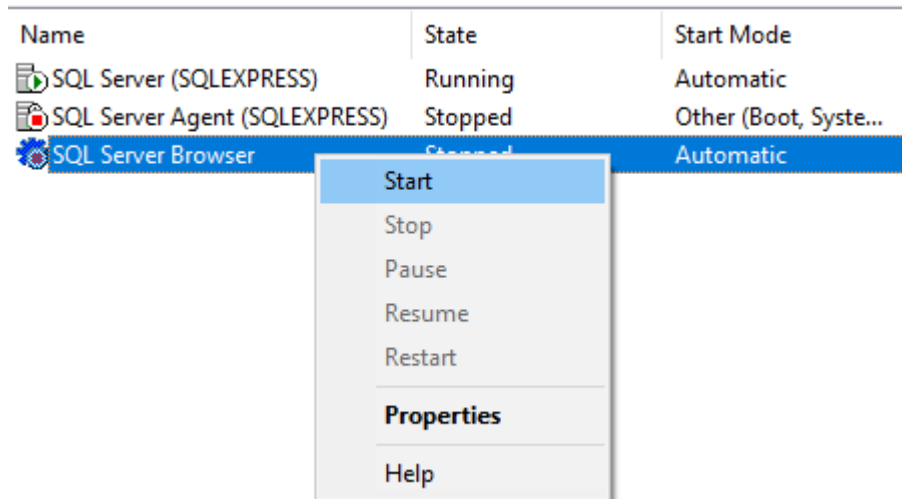 Name State Start Mode
SQL Server (SQLEXPRESS) Running Automatic
SQL Server Agent (SQLEXPRESS) Stopped Other (Boot, Syste...
SQL Server Browser Stopped Automatic
Start
Stop
Pause
Resume
Restart
Properties
Help